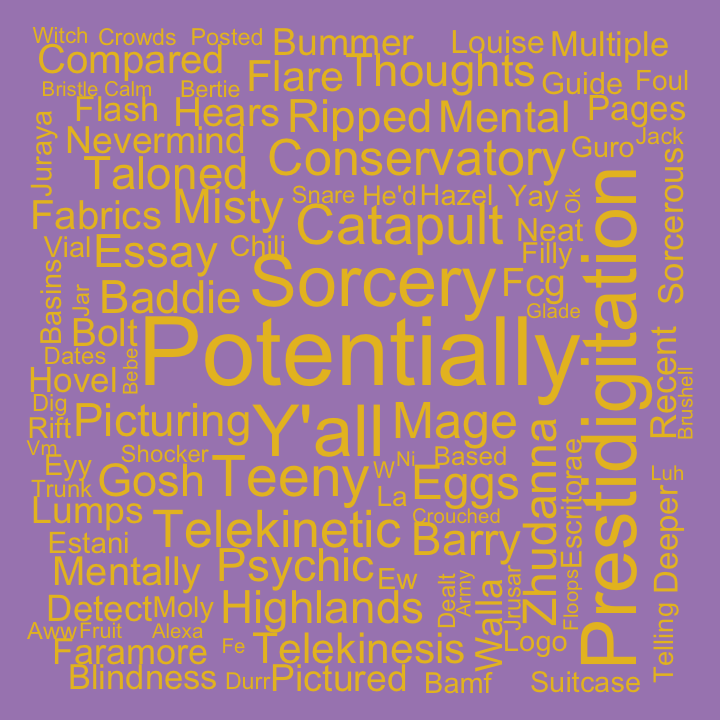 Witch Crowds Posted Bummer Louise Multiple
Compared Flare Thoughts Guide Foul
Bristle Calm Bertie
Flash Hears Ripped Mental Pages
Juraya
Nevermind Conservatory Guro Jack
Taloned
Snare He'd Hazel Yay Ok
Fabrics Misty Catapult Neat
Sorcerous
Vial Essay Chili Sorcery Filly
Basins Jar Baddie Fcg
Glade
Bolt Potentially
Prestidigitation
Dates
Bebe
Hovel
Recent
Brushell
Dig Picturing Y'all Mage
Rift
Vm Shocker Ni Based
Eyy Gosh Teeny W Eggs
Trunk La
Luh
Lumps Telekinetic Crouched
Zhudanna
Escritorae
Estani Barry
Deeper
Mentally Psychic Ew
Detect Moly Highlands Dealt Army Walla Jrusar Floops
Aww Fruit Alexa
Faramore Fe Telekinesis Logo
Telling
Blindness Durr Pictured Bamf Suitcase